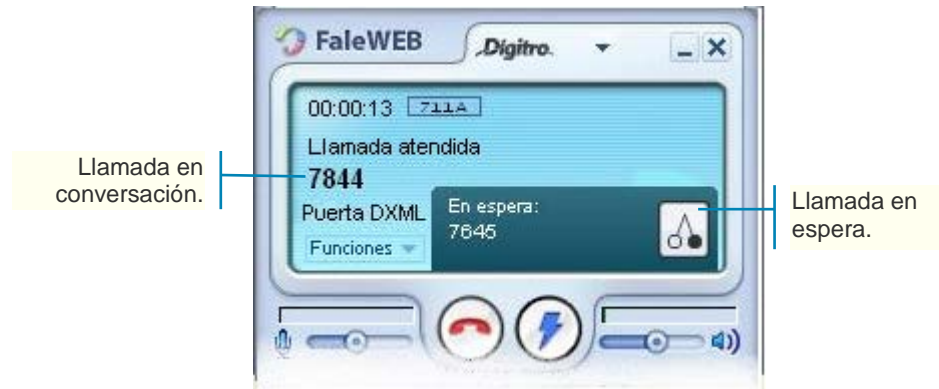 FaleWEB
.Dígitro.
00:00:13 711A
Llamada atendida
7844
Puerta DXML
Funciones
En espera:
7645
Llamada en
conversación.
Llamada en
espera.